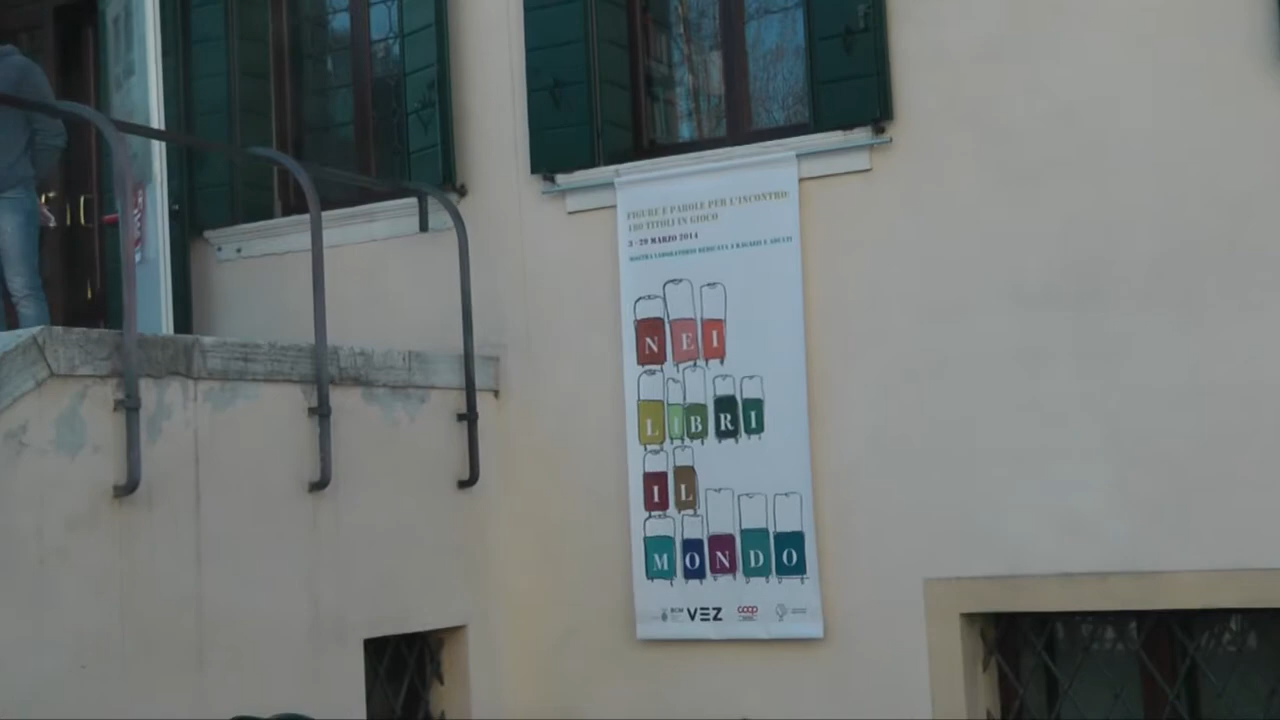 FIGURE E PAROLE PER L'INCONTRO:
180 TITOLI IN GIOCO
3 - 29 MARZO 2014
MOSTRA LABORATORIO DEDICATA A RAGAZZI E ADULTI
NEI
LIBRI
IL
MONDO
BCM VEZ coop